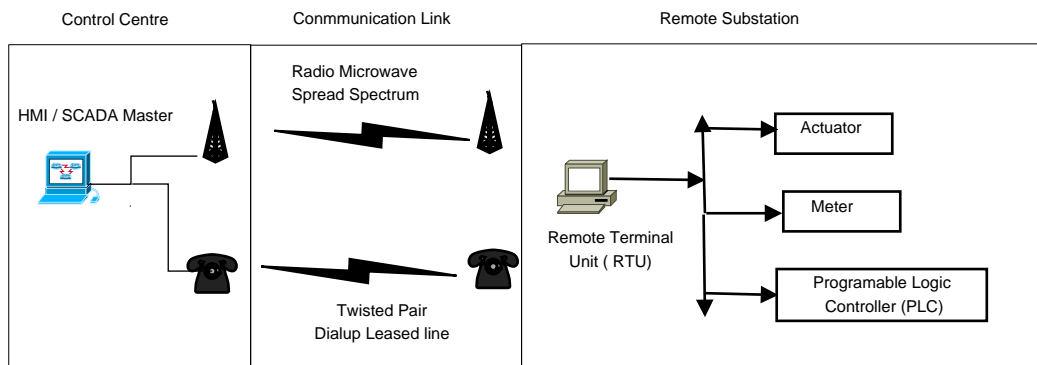 Control Centre
Conmmunication Link
Remote Substation
HMI / SCADA Master
Radio Microwave
Spread Spectrum
Twisted Pair
Dialup Leased line
Remote Terminal
Unit ( RTU)
Actuator
Meter
Programable Logic
Controller (PLC)